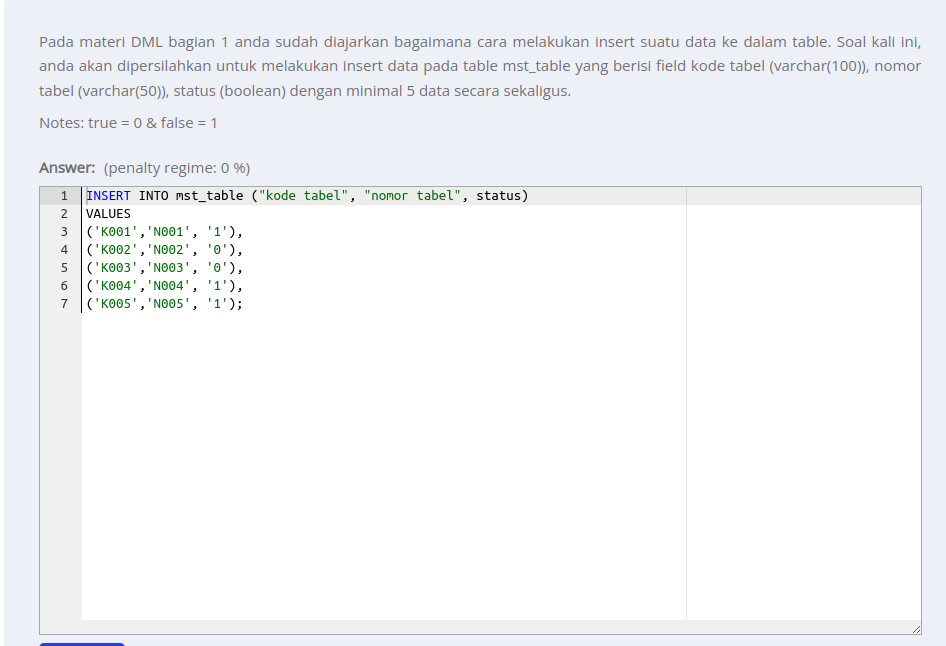 Pada materi DML bagian 1 anda sudah diajarkan bagaimana cara melakukan insert suatu data ke dalam table. Soal kali ini,
anda akan dipersilahkan untuk melakukan insert data pada table mst_table yang berisi field kode tabel (varchar(100)), nomor
tabel (varchar(50)), status (boolean) dengan minimal 5 data secara sekaligus.
Notes: true = 0 & false = 1
Answer: (penalty regime: 0 %)
1 INSERT INTO mst_table ("kode tabel", "nomor tabel", status)
2 VALUES
3 ('K001','N001', '1'),
4 ('K002','N002', '0'),
5 ('K003','N003', '0'),
6 ('K004','N004', '1'),
7 ('K005','N005', '1');